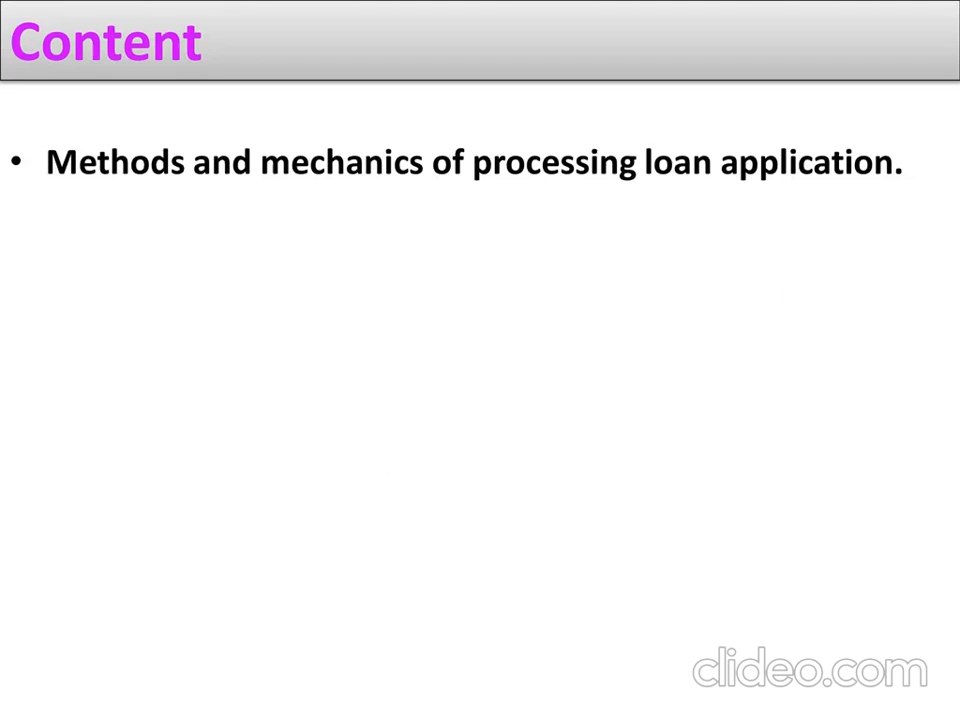 Content
• Methods and mechanics of processing loan application.
clideo.com